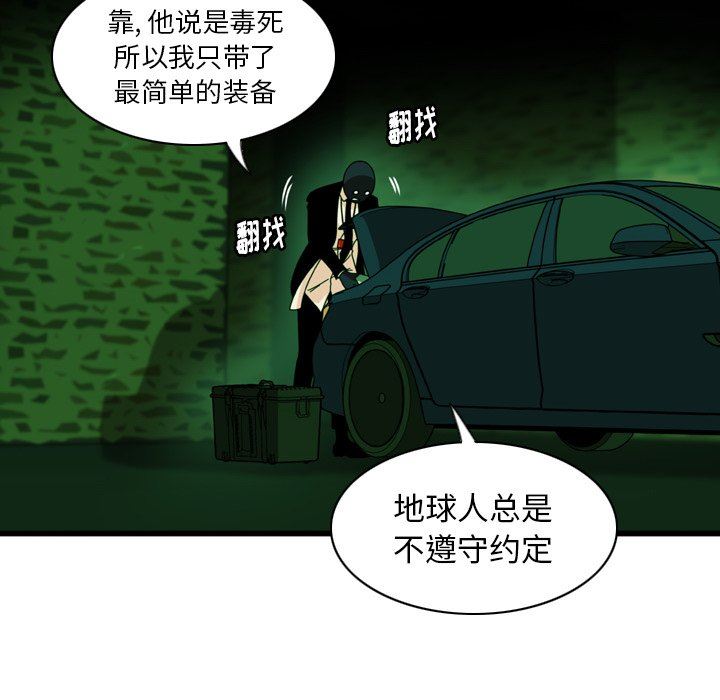 靠, 他说是毒死
所以我只带了
最简单的装备
翻找
翻找
地球人总是
不遵守约定